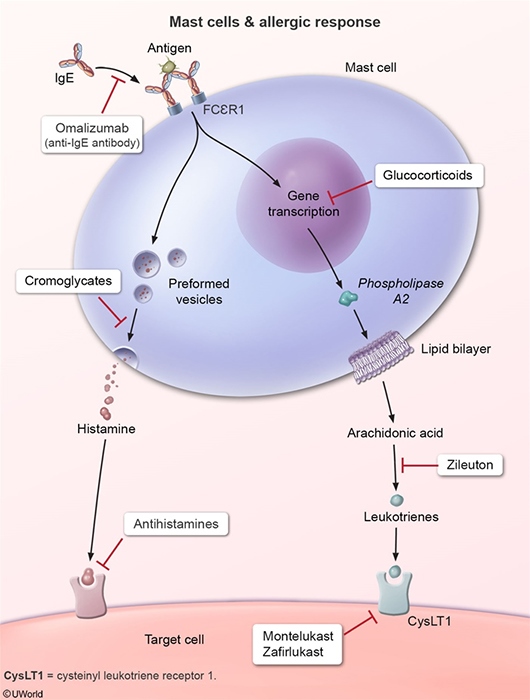 Mast cells & allergic response
Antigen
IgE
Mast cell
FCƐR1
Omalizumab
(anti-IgE antibody)
Glucocorticoids
Gene
transcription
Cromoglycates
Preformed
vesicles
Phospholipase
A2
Lipid bilayer
Histamine
Arachidonic acid
Zileuton
Leukotrienes
Antihistamines
CysLT1
Target cell
Montelukast
Zafirlukast
CysLT1 = cysteinyl leukotriene receptor 1.
©UWorld